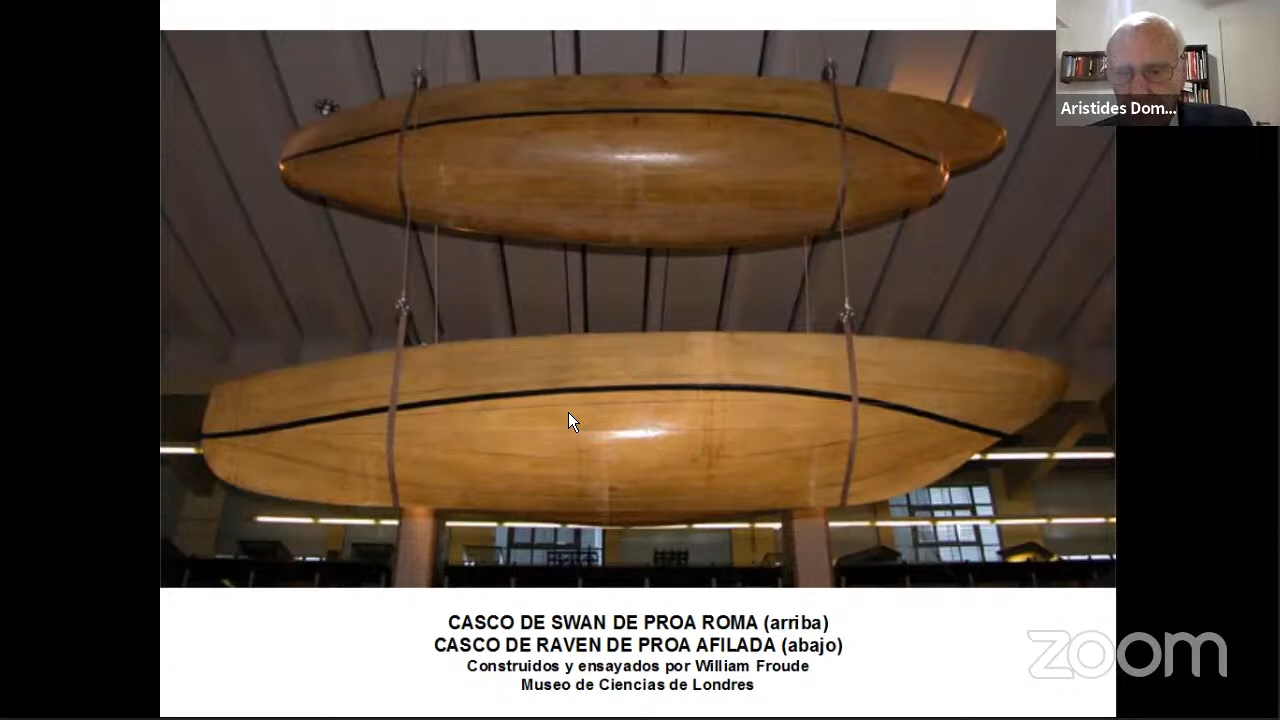 Aristides Dom...
CASCO DE SWAN DE PROA ROMA (arriba)
CASCO DE RAVEN DE PROA AFILADA (abajo)
Construidos y ensayados por William Froude
Museo de Ciencias de Londres
zoom